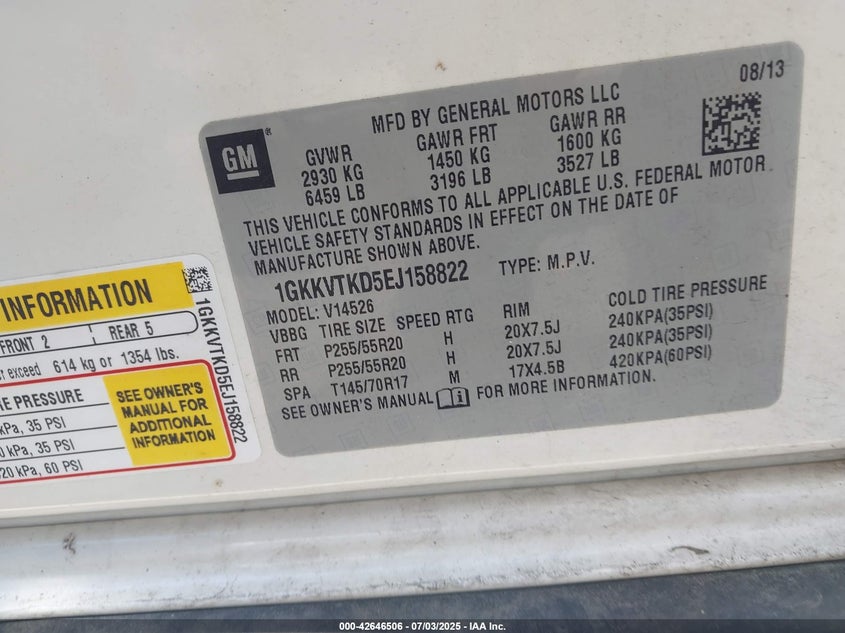 08/13
MFD BY GENERAL MOTORS LLC
GM ®
GVWR GAWR FRT GAWR RR
2930 KG 1450 KG 1600 KG
6459 LB 3196 LB 3527 LB
THIS VEHICLE CONFORMS TO ALL APPLICABLE U.S. FEDERAL MOTOR
VEHICLE SAFETY STANDARDS IN EFFECT ON THE DATE OF
MANUFACTURE SHOWN ABOVE.
1GKKVTKD5EJ158822 TYPE: M.P.V.
MODEL: V14526
VBBG TIRE SIZE SPEED RTG RIM COLD TIRE PRESSURE
FRT P255/55R20 H 20X7.5J 240KPA(35PSI)
RR P255/55R20 H 20X7.5J 240KPA(35PSI)
SPA T145/70R17 M 17X4.5B 420KPA(60PSI)
SEE OWNER'S MANUAL FOR MORE INFORMATION.
INFORMATION
FRONT 2 REAR 5
exceed 614 kg or 1354 lbs.
PRESSURE
kPa, 35 PSI
kPa, 35 PSI
20 kPa, 60 PSI
SEE OWNER'S
MANUAL FOR
ADDITIONAL
INFORMATION
1GKKVTKD5EJ158822
000-42646506 - 07/03/2025 - IAA Inc.